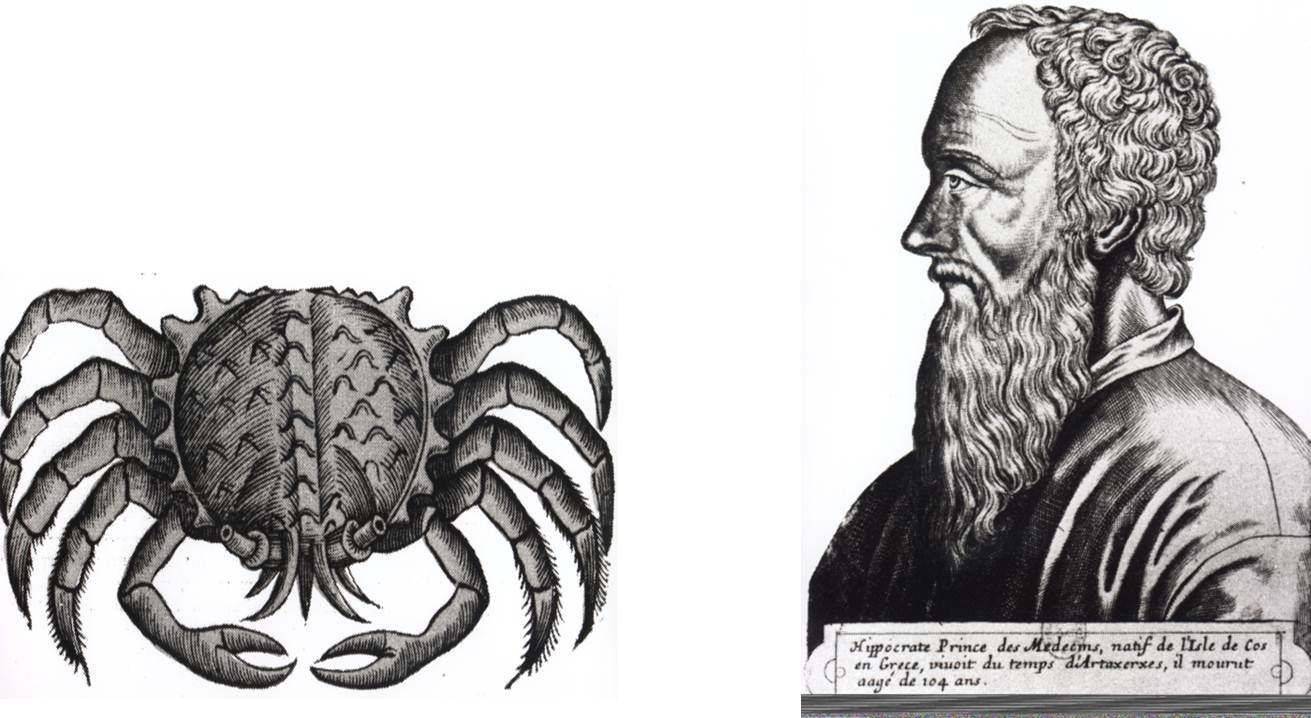 Hippocrate Prince des Medecins, natif de l'Isle de Cos
en Grece, viuoit du temps d'Artaxerxes, il mourut
aagé de 104 ans.